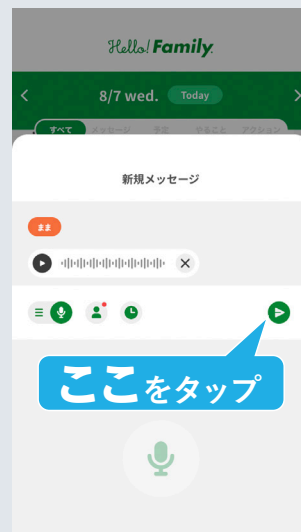 Hello! Family.
8/7 wed. Today
すべて メッセージ うた やること アクション
新規メッセージ
まま
ここをタップ